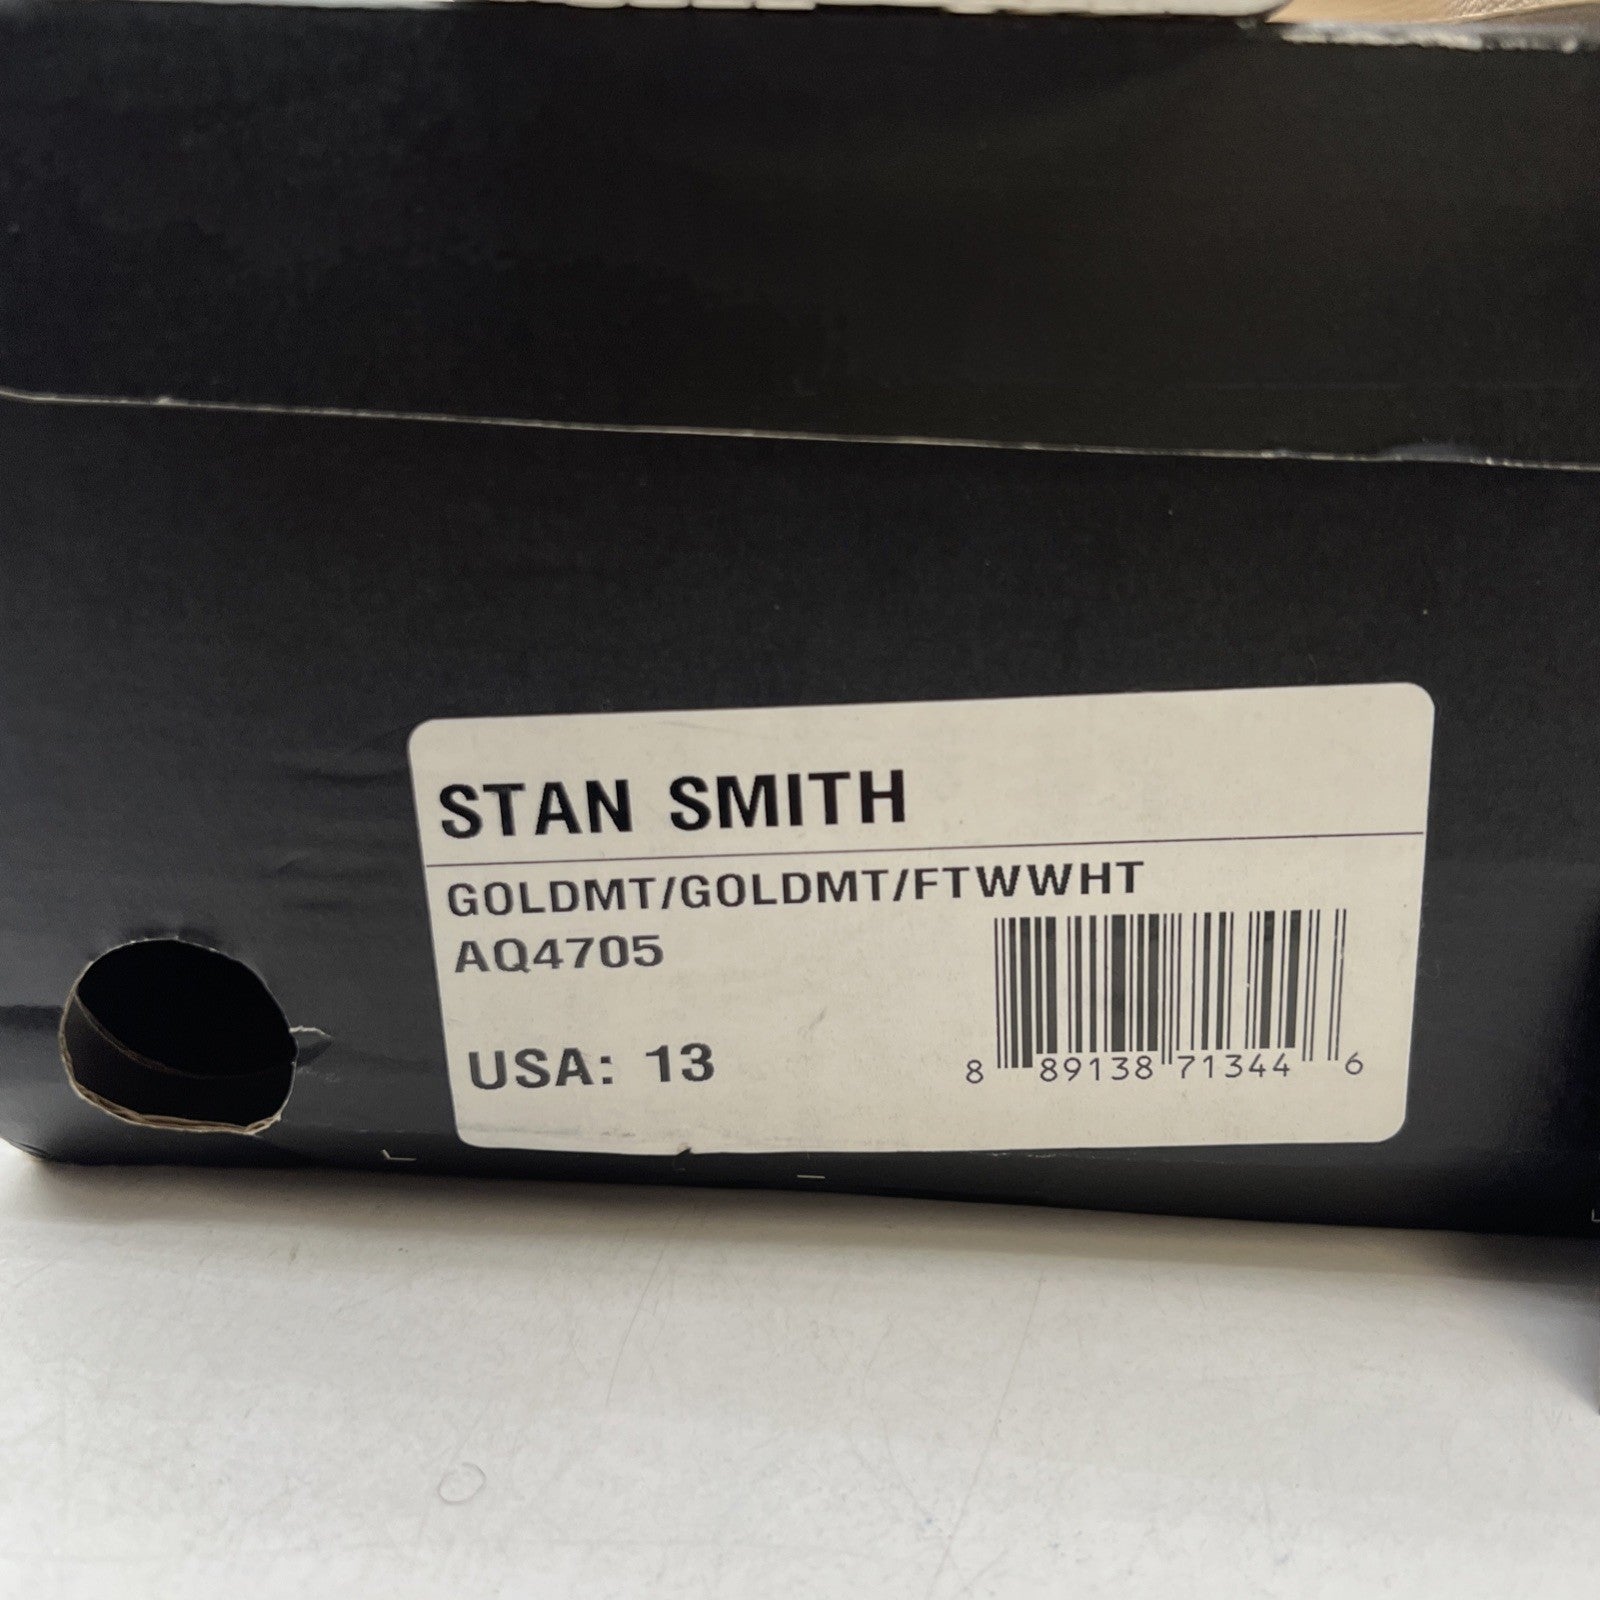 STAN SMITH
GOLDMT/GOLDMT/FTWWHT
AQ4705
USA: 13
8 89138 71344 6